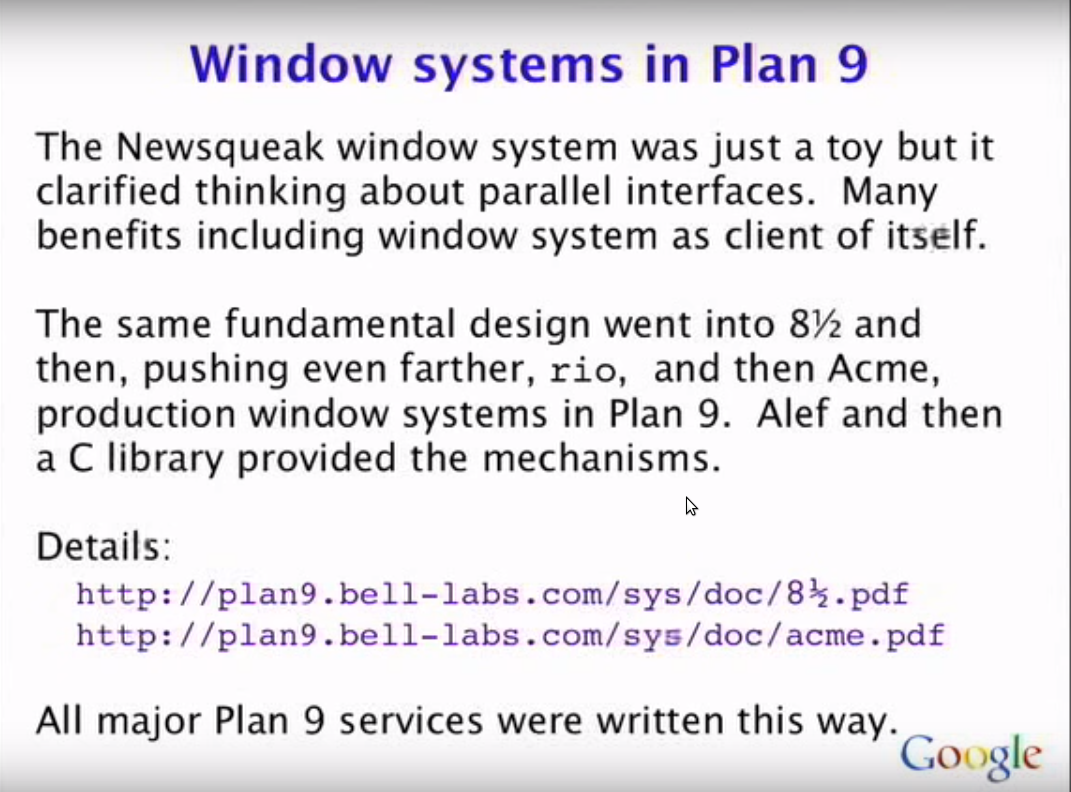 Window systems in Plan 9
The Newsqueak window system was just a toy but it
clarified thinking about parallel interfaces.  Many
benefits including window system as client of itself.
The same fundamental design went into 8½ and
then, pushing even farther, rio,  and then Acme,
production window systems in Plan 9.  Alef and then
a C library provided the mechanisms.
Details:
http://plan9.bell-labs.com/sys/doc/8½.pdf
http://plan9.bell-labs.com/sys/doc/acme.pdf
All major Plan 9 services were written this way.
Google